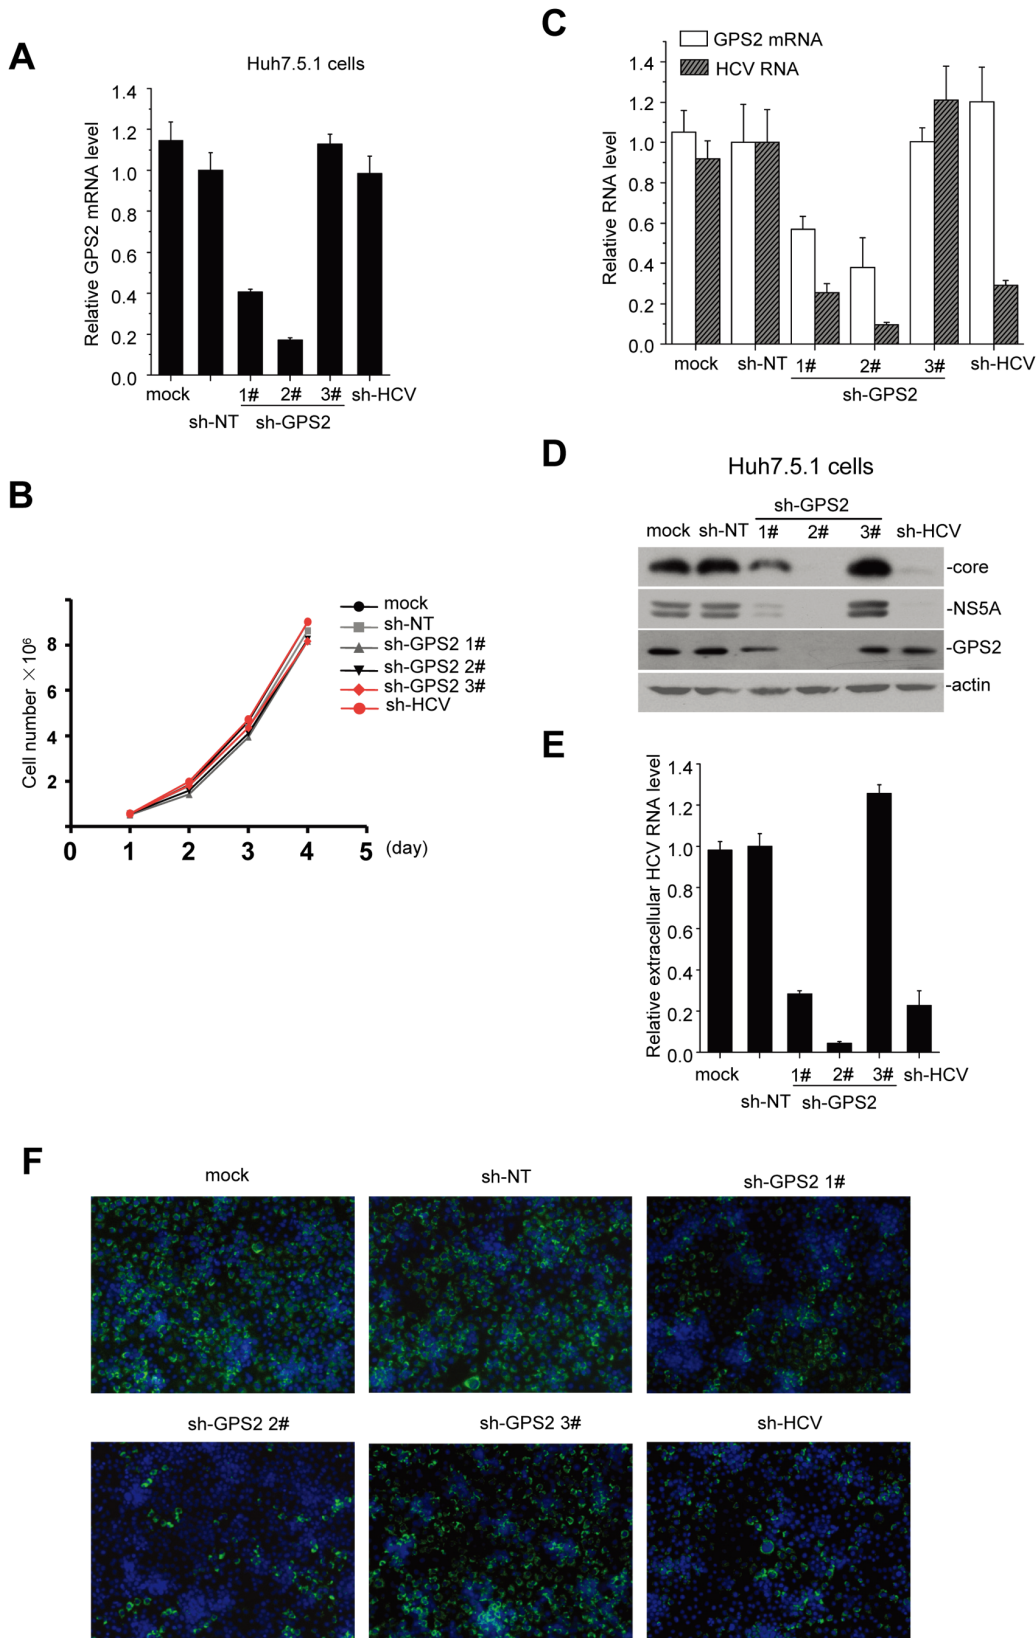 A
Huh7.5.1 cells
Relative GPS2 mRNA level
1.4
1.2
1.0
0.8
0.6
0.4
0.2
0.0
mock
1# 2# 3# sh-HCV
sh-NT sh-GPS2
B
Cell number ×10⁶
8
6
4
2
0 1 2 3 4 5 (day)
mock
sh-NT
sh-GPS2 1#
sh-GPS2 2#
sh-GPS2 3#
sh-HCV
C
GPS2 mRNA
HCV RNA
Relative RNA level
1.4
1.2
1.0
0.8
0.6
0.4
0.2
0.0
mock sh-NT 1# 2# 3# sh-HCV
sh-GPS2
D
Huh7.5.1 cells
sh-GPS2
mock sh-NT 1# 2# 3# sh-HCV
-core
-NS5A
-GPS2
-actin
E
Relative extracellular HCV RNA level
1.4
1.2
1.0
0.8
0.6
0.4
0.2
0.0
mock 1# 2# 3# sh-HCV
sh-NT sh-GPS2
F
mock sh-NT sh-GPS2 1#
sh-GPS2 2# sh-GPS2 3# sh-HCV